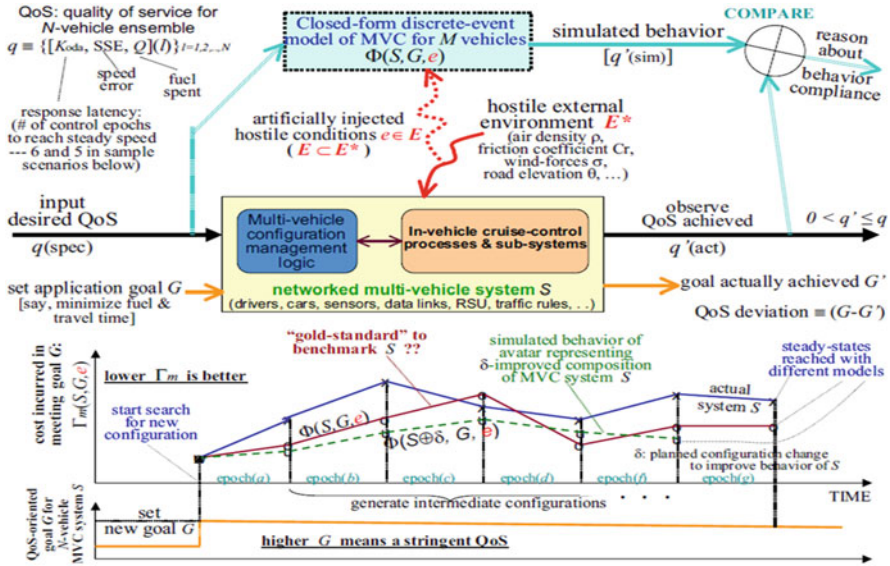 QoS: quality of service for
N-vehicle ensemble
q ≡ {[Koda, SSE, Q](l)}l=1,2,..,N
speed
error
fuel
spent
response latency:
(# of control epochs
to reach steady speed
--- 6 and 5 in sample
scenarios below)
Closed-form discrete-event
model of MVC for M vehicles
Φ(S,G,e)
simulated behavior
[q'(sim)]
COMPARE
reason
about
behavior
compliance
artificially injected
hostile conditions e ∈ E
( E ⊂ E* )
hostile external
environment E*
(air density ρ,
friction coefficient Cr,
wind-forces σ,
road elevation θ, …)
input
desired QoS
q(spec)
Multi-vehicle
configuration
management
logic
In-vehicle cruise-control
processes & sub-systems
observe
QoS achieved
q'(act)
0 < q' ≤ q
set application goal G
[say, minimize fuel &
travel time]
networked multi-vehicle system S
(drivers, cars, sensors, data links, RSU, traffic rules, . .)
goal actually achieved G'
QoS deviation ≡ (G-G')
cost incurred in
meeting goal G:
Γm(S,G,e)
lower Γm is better
"gold-standard" to
benchmark S ??
simulated behavior of
avatar representing
δ-improved composition
of MVC system S
steady-states
reached with
different models
start search
for new
configuration
Φ(S,G,e)
Φ(S⊕δ, G, e)
actual
system S
δ: planned configuration change
to improve behavior of S
epoch(a)
epoch(b)
epoch(c)
epoch(d)
epoch(f)
epoch(g)
TIME
generate intermediate configurations
. . .
QoS-oriented
goal G for
N-vehicle
MVC system S
set
new goal G
higher G means a stringent QoS